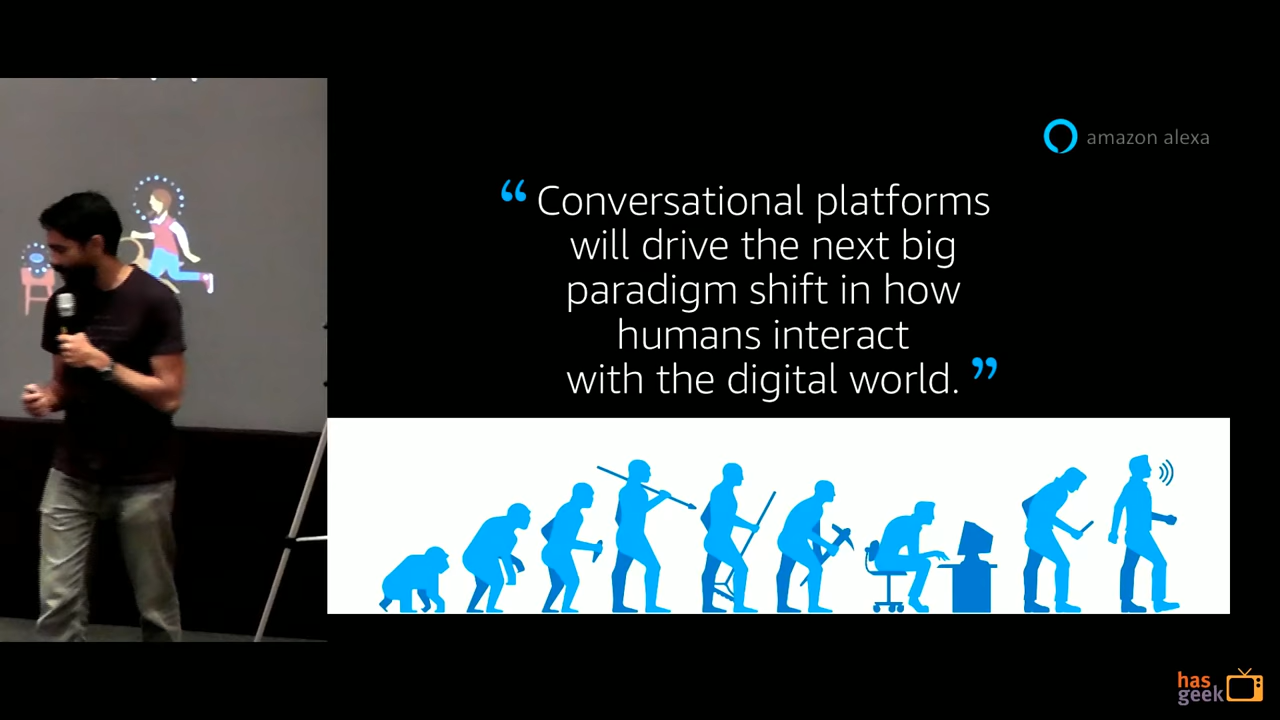 amazon alexa
“ Conversational platforms
will drive the next big
paradigm shift in how
humans interact
with the digital world. ”
has
geek